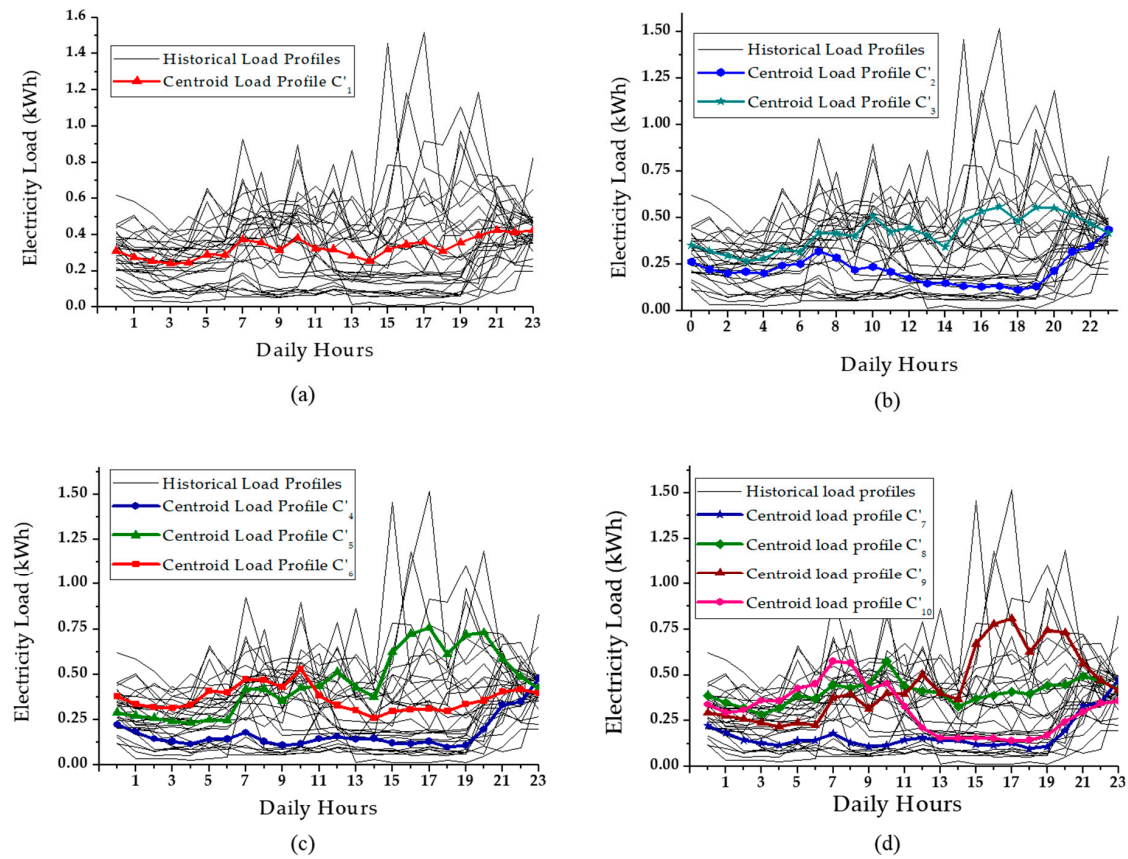 1.6
1.4
1.2
1.0
0.8
0.6
0.4
0.2
0.0
Electricity Load (kWh)
Historical Load Profiles
Centroid Load Profile C'1
1 3 5 7 9 11 13 15 17 19 21 23
Daily Hours
(a)
1.50
1.25
1.00
0.75
0.50
0.25
0.00
Electricity Load (kWh)
Historical Load Profiles
Centroid Load Profile C'2
Centroid Load Profile C'3
0 2 4 6 8 10 12 14 16 18 20 22
Daily Hours
(b)
1.50
1.25
1.00
0.75
0.50
0.25
0.00
Electricity Load (kWh)
Historical Load Profiles
Centroid Load Profile C'4
Centroid Load Profile C'5
Centroid Load Profile C'6
1 3 5 7 9 11 13 15 17 19 21 23
Daily Hours
(c)
1.50
1.25
1.00
0.75
0.50
0.25
0.00
Electricity Load (kWh)
Historical load profiles
Centroid load profile C'7
Centroid load profile C'8
Centroid load profile C'9
Centroid load profile C'10
1 3 5 7 9 11 13 15 17 19 21 23
Daily Hours
(d)